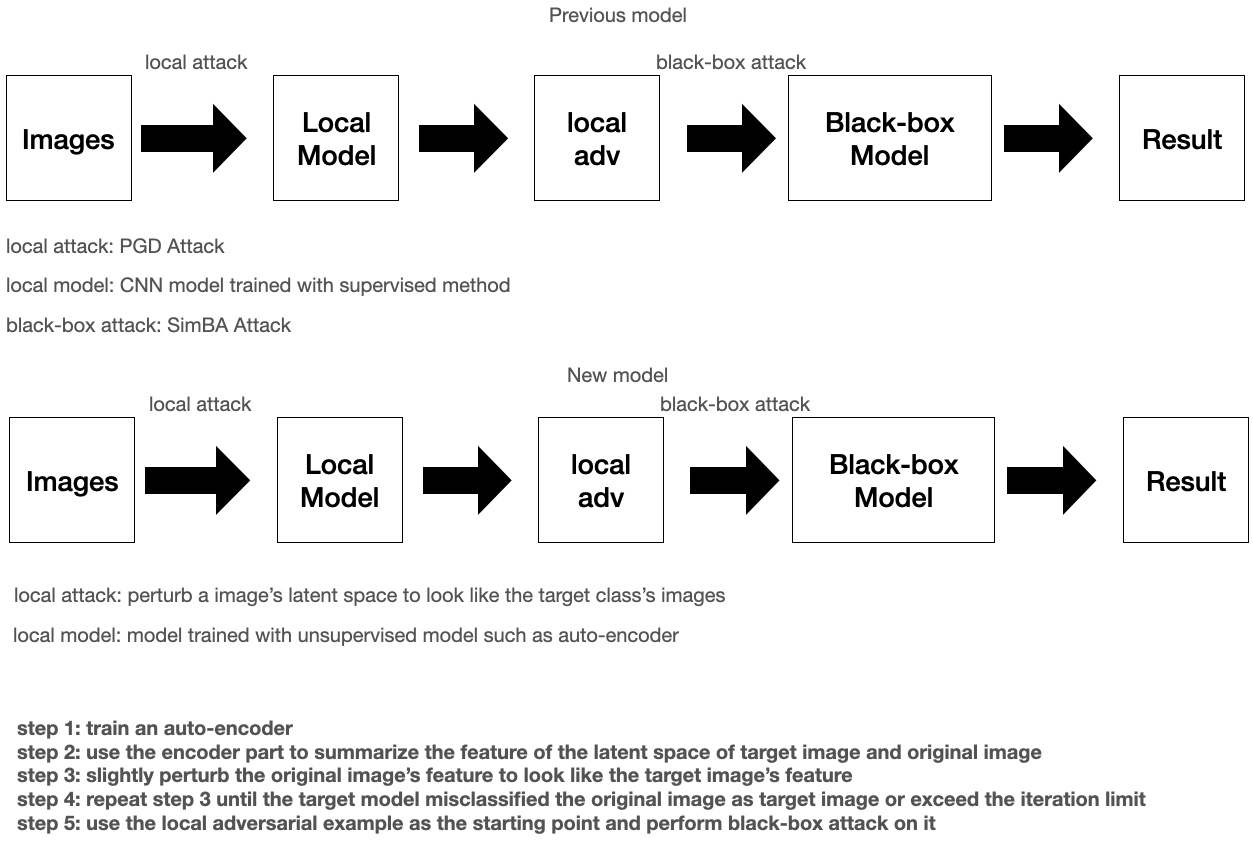 Previous model
local attack
black-box attack
Images
Local
Model
local
adv
Black-box
Model
Result
local attack: PGD Attack
local model: CNN model trained with supervised method
black-box attack: SimBA Attack
New model
local attack
black-box attack
Images
Local
Model
local
adv
Black-box
Model
Result
local attack: perturb a image's latent space to look like the target class's images
local model: model trained with unsupervised model such as auto-encoder
step 1: train an auto-encoder
step 2: use the encoder part to summarize the feature of the latent space of target image and original image
step 3: slightly perturb the original image's feature to look like the target image's feature
step 4: repeat step 3 until the target model misclassified the original image as target image or exceed the iteration limit
step 5: use the local adversarial example as the starting point and perform black-box attack on it